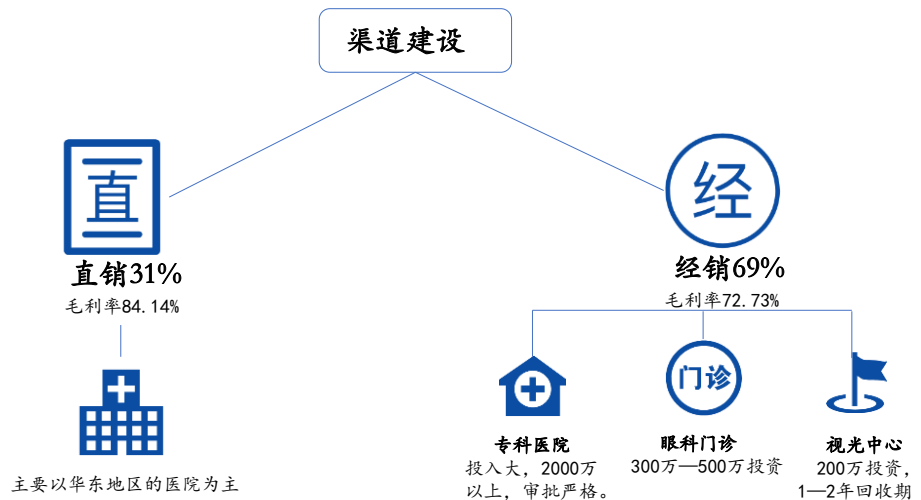 渠道建设
直
直销31%
毛利率84.14%
主要以华东地区的医院为主
经
经销69%
毛利率72.73%
专科医院
投入大，2000万
以上，审批严格。
门诊
眼科门诊
300万—500万投资
视光中心
200万投资，
1—2年回收期